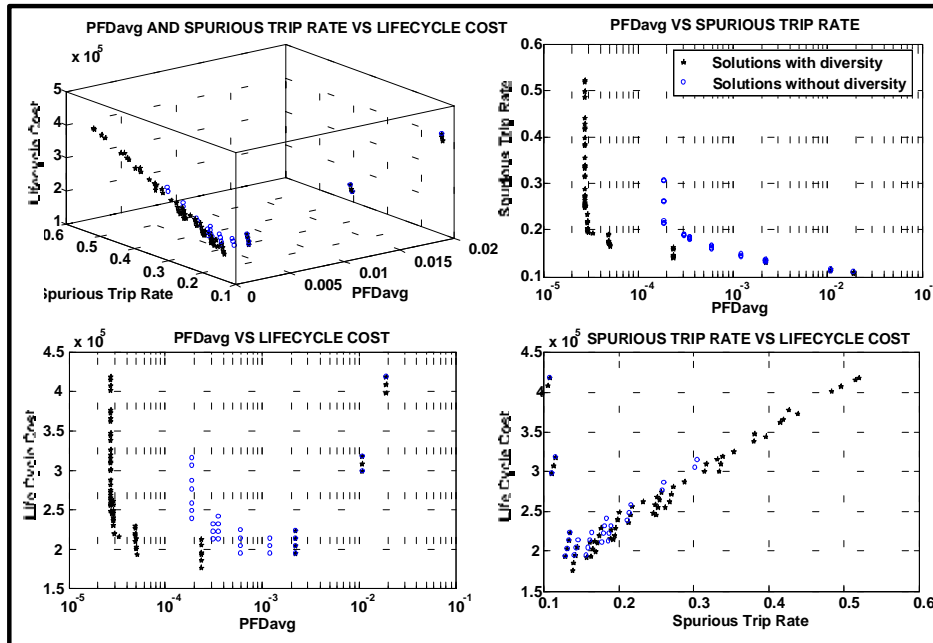 PFDavg AND SPURIOUS TRIP RATE VS LIFECYCLE COST
x 10^5
5
4
3
2
1
Lifecycle Cost
0.6
0.5
0.4
0.3
0.2
0.1
Spurious Trip Rate
0
0.005
0.01
0.015
0.02
PFDavg
PFDavg VS SPURIOUS TRIP RATE
0.6
0.5
0.4
0.3
0.2
0.1
Spurious Trip Rate
Solutions with diversity
Solutions without diversity
10^-5
10^-4
10^-3
10^-2
10^-1
PFDavg
PFDavg VS LIFECYCLE COST
x 10^5
4.5
4
3.5
3
2.5
2
1.5
Life Cycle Cost
10^-5
10^-4
10^-3
10^-2
10^-1
PFDavg
SPURIOUS TRIP RATE VS LIFECYCLE COST
x 10^5
4.5
4
3.5
3
2.5
2
1.5
Life Cycle Cost
0.1
0.2
0.3
0.4
0.5
0.6
Spurious Trip Rate